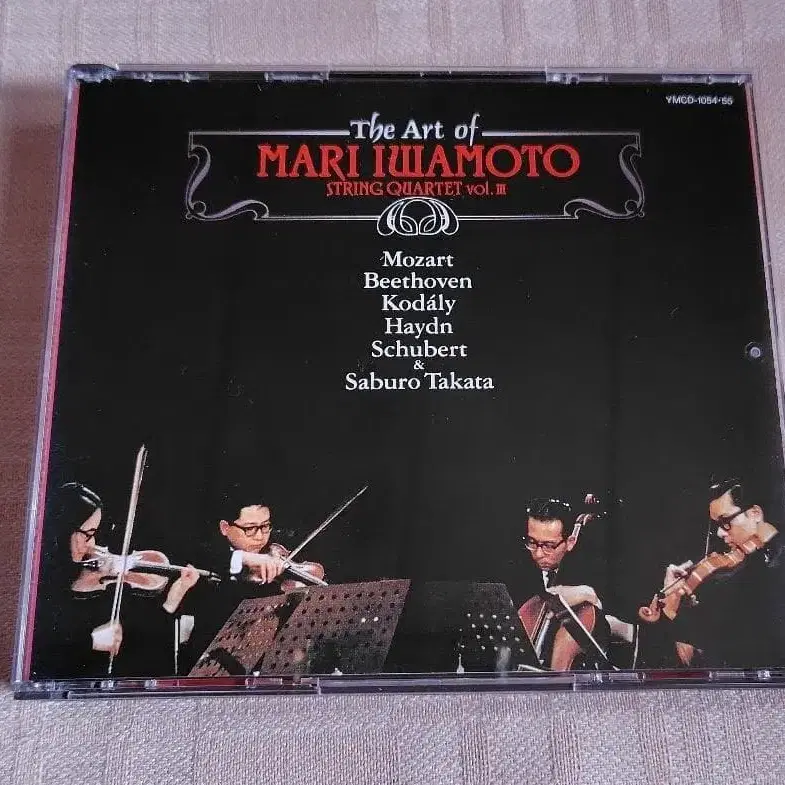 YMCD-1054·55
The Art of
MARI IWAMOTO
STRING QUARTET vol. III
Mozart
Beethoven
Kodály
Haydn
Schubert
&
Saburo Takata